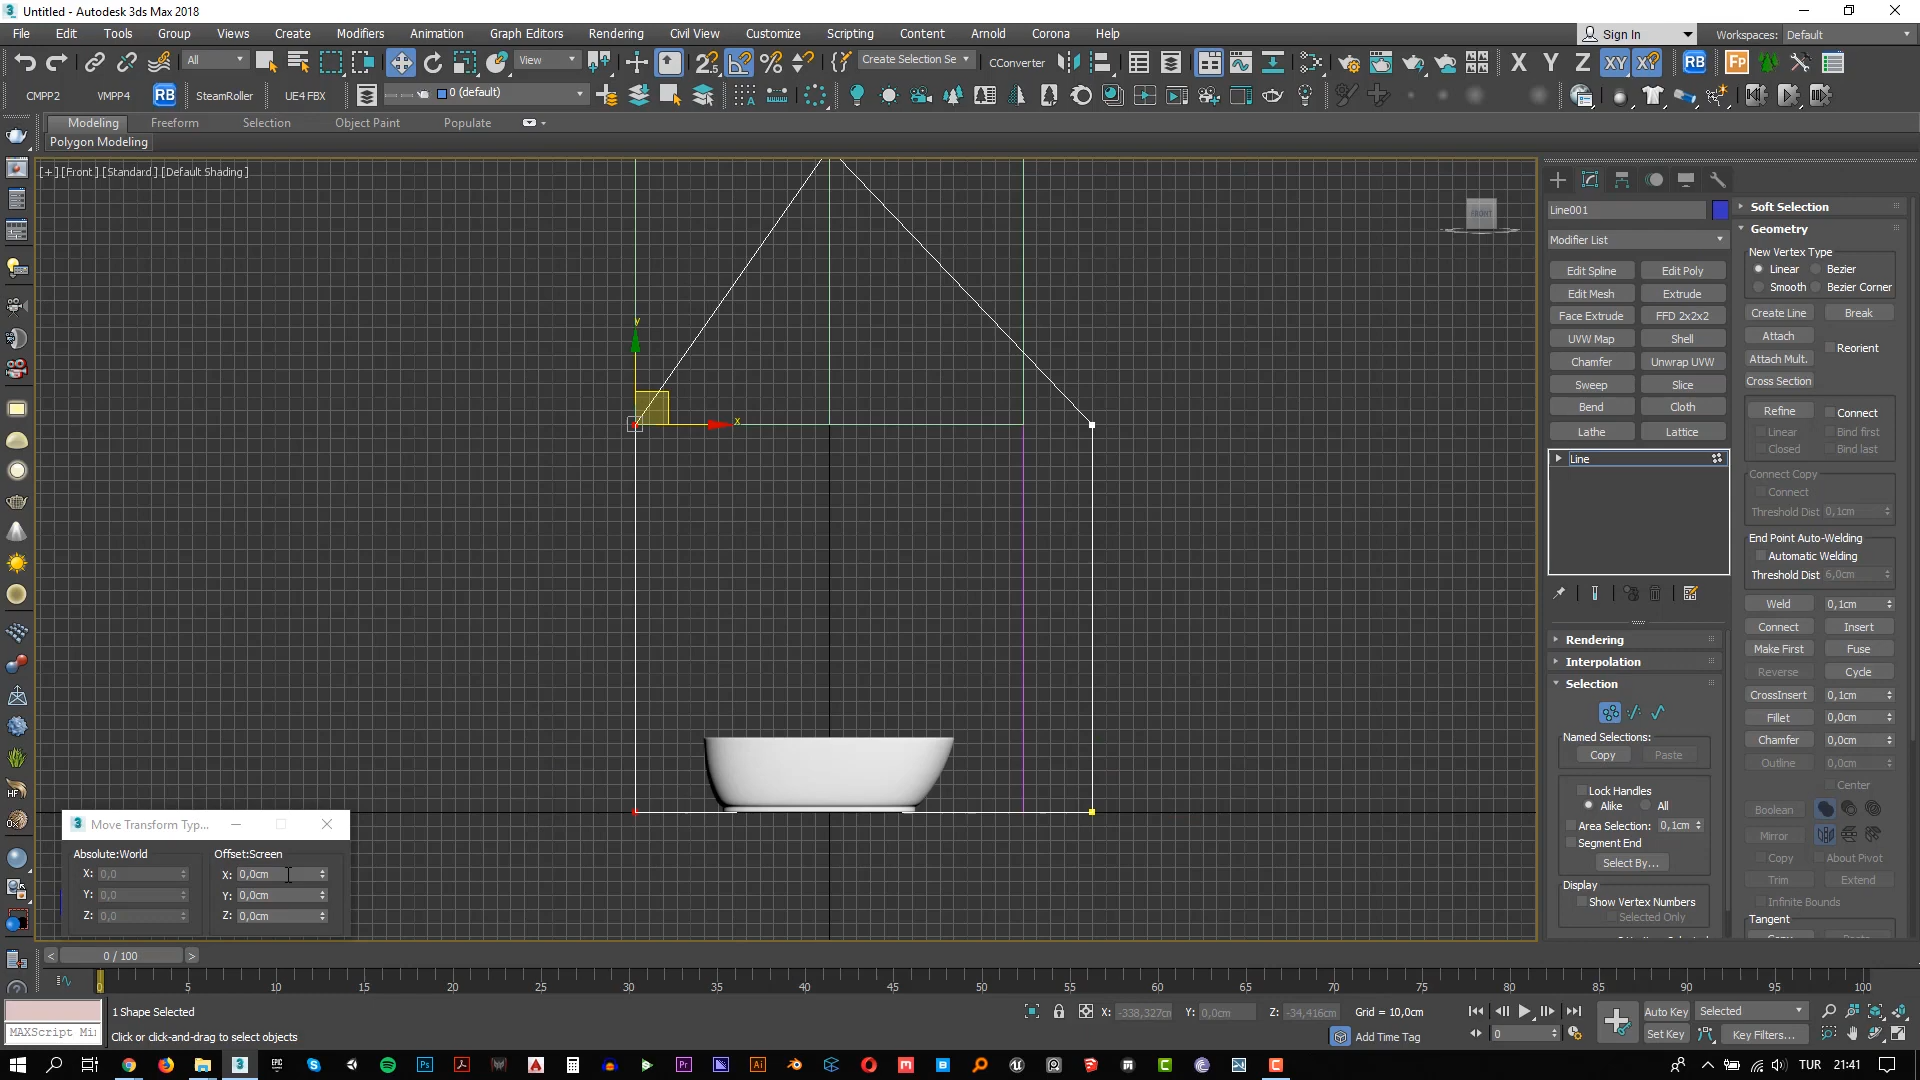 Untitled - Autodesk 3ds Max 2018
File Edit Tools Group Views Create Modifiers Animation Graph Editors Rendering Civil View Customize Scripting Content Arnold Corona Help
Sign In
Workspaces: Default
All
View
Create Selection Se
CConverter
X Y Z XY
RB
Fp
CMPP2 VMPP4 RB SteamRoller UE4 FBX
0 (default)
Modeling Freeform Selection Object Paint Populate
Polygon Modeling
[+] [Front ] [Standard ] [Default Shading ]
FRONT
y
x
Line001
Modifier List
Edit Spline Edit Poly
Edit Mesh Extrude
Face Extrude FFD 2x2x2
UVW Map Shell
Chamfer Unwrap UVW
Sweep Slice
Bend Cloth
Lathe Lattice
Line
Rendering
Interpolation
Selection
Named Selections:
Copy Paste
Lock Handles
Alike All
Area Selection: 0,1cm
Segment End
Select By...
Display
Show Vertex Numbers
Selected Only
Soft Selection
Geometry
New Vertex Type
Linear Bezier
Smooth Bezier Corner
Create Line Break
Attach
Reorient
Attach Mult.
Cross Section
Refine Connect
Linear Bind first
Closed Bind last
Connect Copy
Connect
Threshold Dist 0,1cm
End Point Auto-Welding
Automatic Welding
Threshold Dist 6,0cm
Weld 0,1cm
Connect Insert
Make First Fuse
Reverse Cycle
CrossInsert 0,1cm
Fillet 0,0cm
Chamfer 0,0cm
Outline 0,0cm
Center
Boolean
Mirror
Copy About Pivot
Trim Extend
Infinite Bounds
Tangent
Move Transform Typ...
Absolute:World Offset:Screen
X: 0,0 X: 0,0cm
Y: 0,0 Y: 0,0cm
Z: 0,0 Z: 0,0cm
0 / 100
0 5 10 15 20 25 30 35 40 45 50 55 60 65 70 75 80 85 90 95 100
1 Shape Selected
X: -338,327cm Y: 0,0cm Z: -34,416cm Grid = 10,0cm
Auto Key Selected
MAXScript Mi
Click or click-and-drag to select objects
Add Time Tag
0
Set Key Key Filters...
TUR 21:41